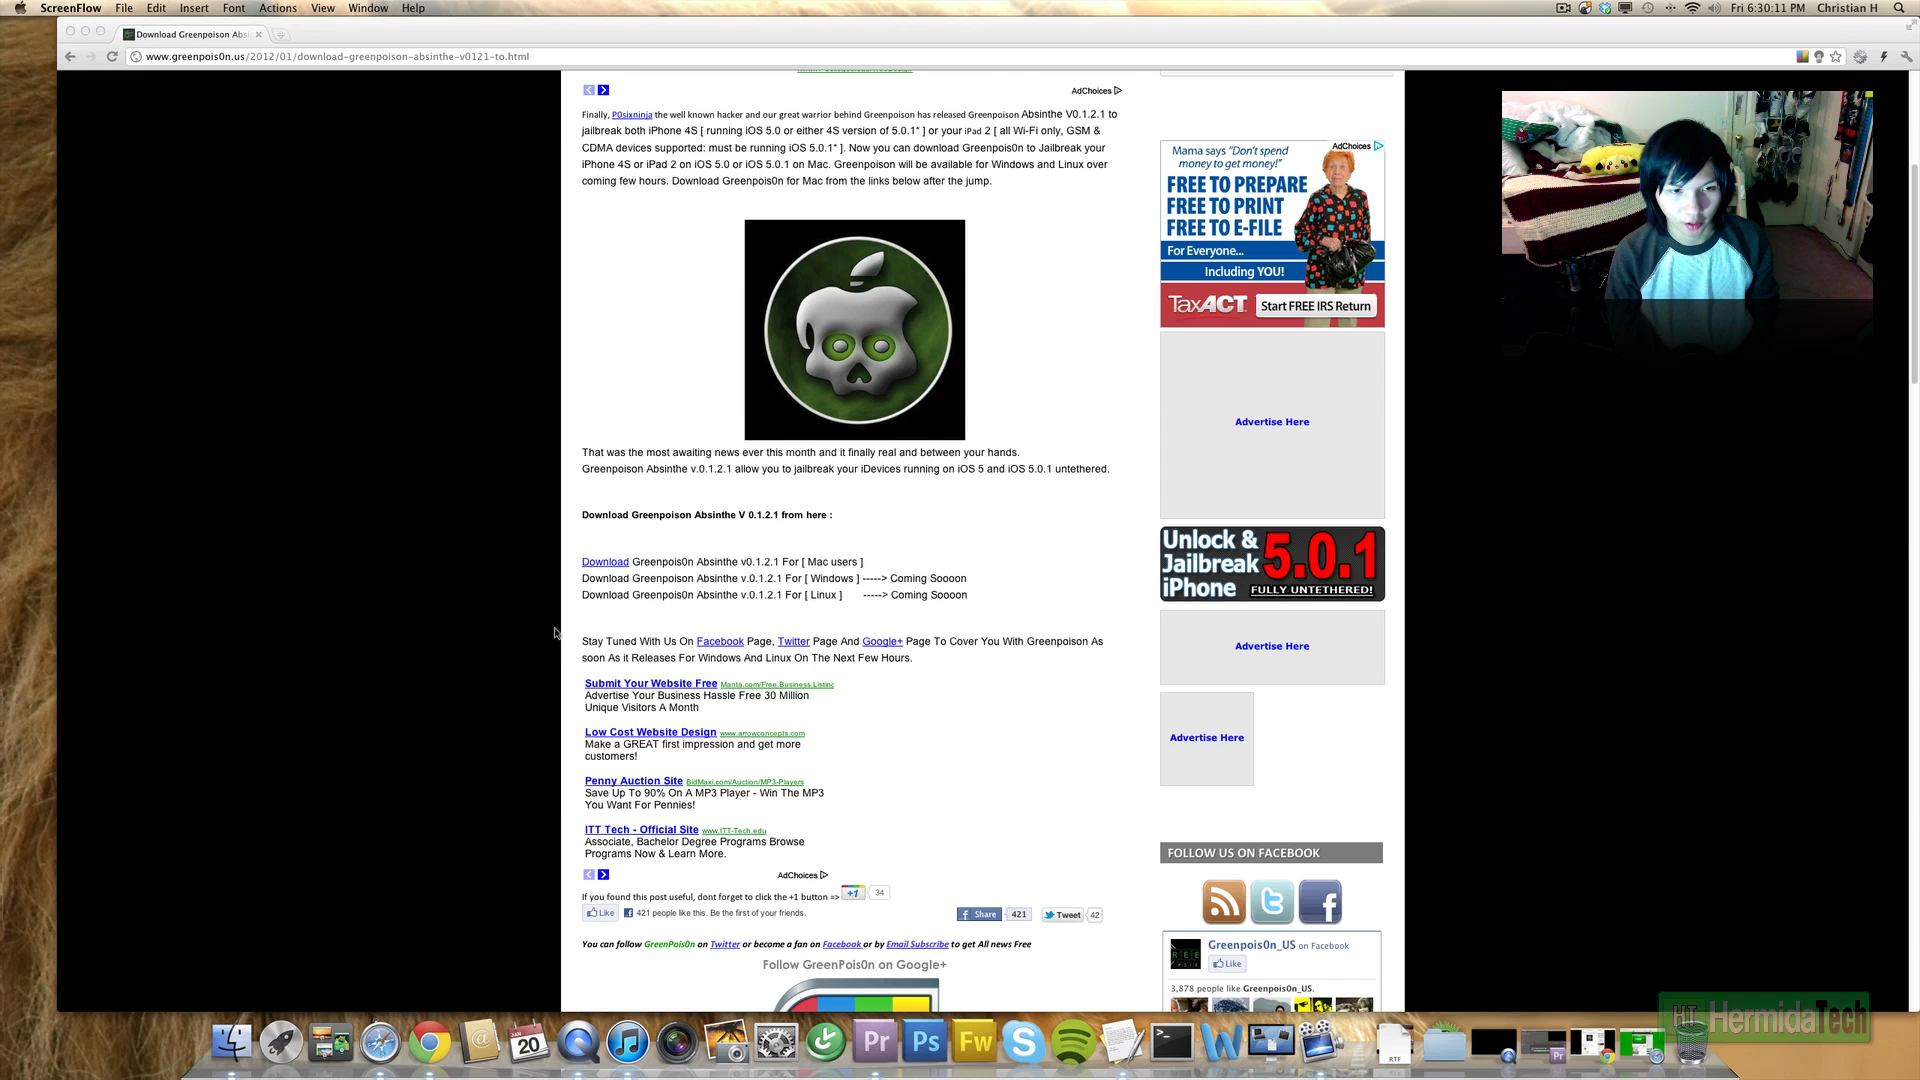 ScreenFlow File Edit Insert Font Actions View Window Help
Fri 6:30:11 PM Christian H
Download Greenpoison Abs
www.greenpois0n.us/2012/01/download-greenpoison-absinthe-v0121-to.html
AdChoices
Finally, P0sixninja the well known hacker and our great warrior behind Greenpoison has released Greenpoison Absinthe V0.1.2.1 to
jailbreak both iPhone 4S [ running iOS 5.0 or either 4S version of 5.0.1* ] or your iPad 2 [ all Wi-Fi only, GSM &
CDMA devices supported: must be running iOS 5.0.1* ]. Now you can download Greenpois0n to Jailbreak your
iPhone 4S or iPad 2 on iOS 5.0 or iOS 5.0.1 on Mac. Greenpoison will be available for Windows and Linux over
coming few hours. Download Greenpois0n for Mac from the links below after the jump.
That was the most awaiting news ever this month and it finally real and between your hands.
Greenpoison Absinthe v.0.1.2.1 allow you to jailbreak your iDevices running on iOS 5 and iOS 5.0.1 untethered.
Download Greenpoison Absinthe V 0.1.2.1 from here :
Download Greenpois0n Absinthe v0.1.2.1 For [ Mac users ]
Download Greenpoison Absinthe v.0.1.2.1 For [ Windows ] -----> Coming Soooon
Download Greenpois0n Absinthe v.0.1.2.1 For [ Linux ] -----> Coming Soooon
Stay Tuned With Us On Facebook Page, Twitter Page And Google+ Page To Cover You With Greenpoison As
soon As it Releases For Windows And Linux On The Next Few Hours.
Submit Your Website Free Manta.com/Free.Business.Listing
Advertise Your Business Hassle Free 30 Million
Unique Visitors A Month
Low Cost Website Design www.arrowconcepts.com
Make a GREAT first impression and get more
customers!
Penny Auction Site BidMaxi.com/Auction/MP3-Players
Save Up To 90% On A MP3 Player - Win The MP3
You Want For Pennies!
ITT Tech - Official Site www.ITT-Tech.edu
Associate, Bachelor Degree Programs Browse
Programs Now & Learn More.
AdChoices
If you found this post useful, dont forget to click the +1 button => +1 34
Like 421 people like this. Be the first of your friends.
Share 421 Tweet 42
You can follow GreenPois0n on Twitter or become a fan on Facebook or by Email Subscribe to get All news Free
Follow GreenPois0n on Google+
AdChoices
Mama says "Don't spend
money to get money!"
FREE TO PREPARE
FREE TO PRINT
FREE TO E-FILE
For Everyone...
Including YOU!
TaxACT Start FREE IRS Return
Advertise Here
Unlock &
Jailbreak
iPhone
5.0.1
FULLY UNTETHERED!
Advertise Here
Advertise Here
FOLLOW US ON FACEBOOK
Greenpois0n_US on Facebook
Like
3,878 people like Greenpois0n_US.
HT HermidaTech
JAN
20
Pr Ps Fw
RTF